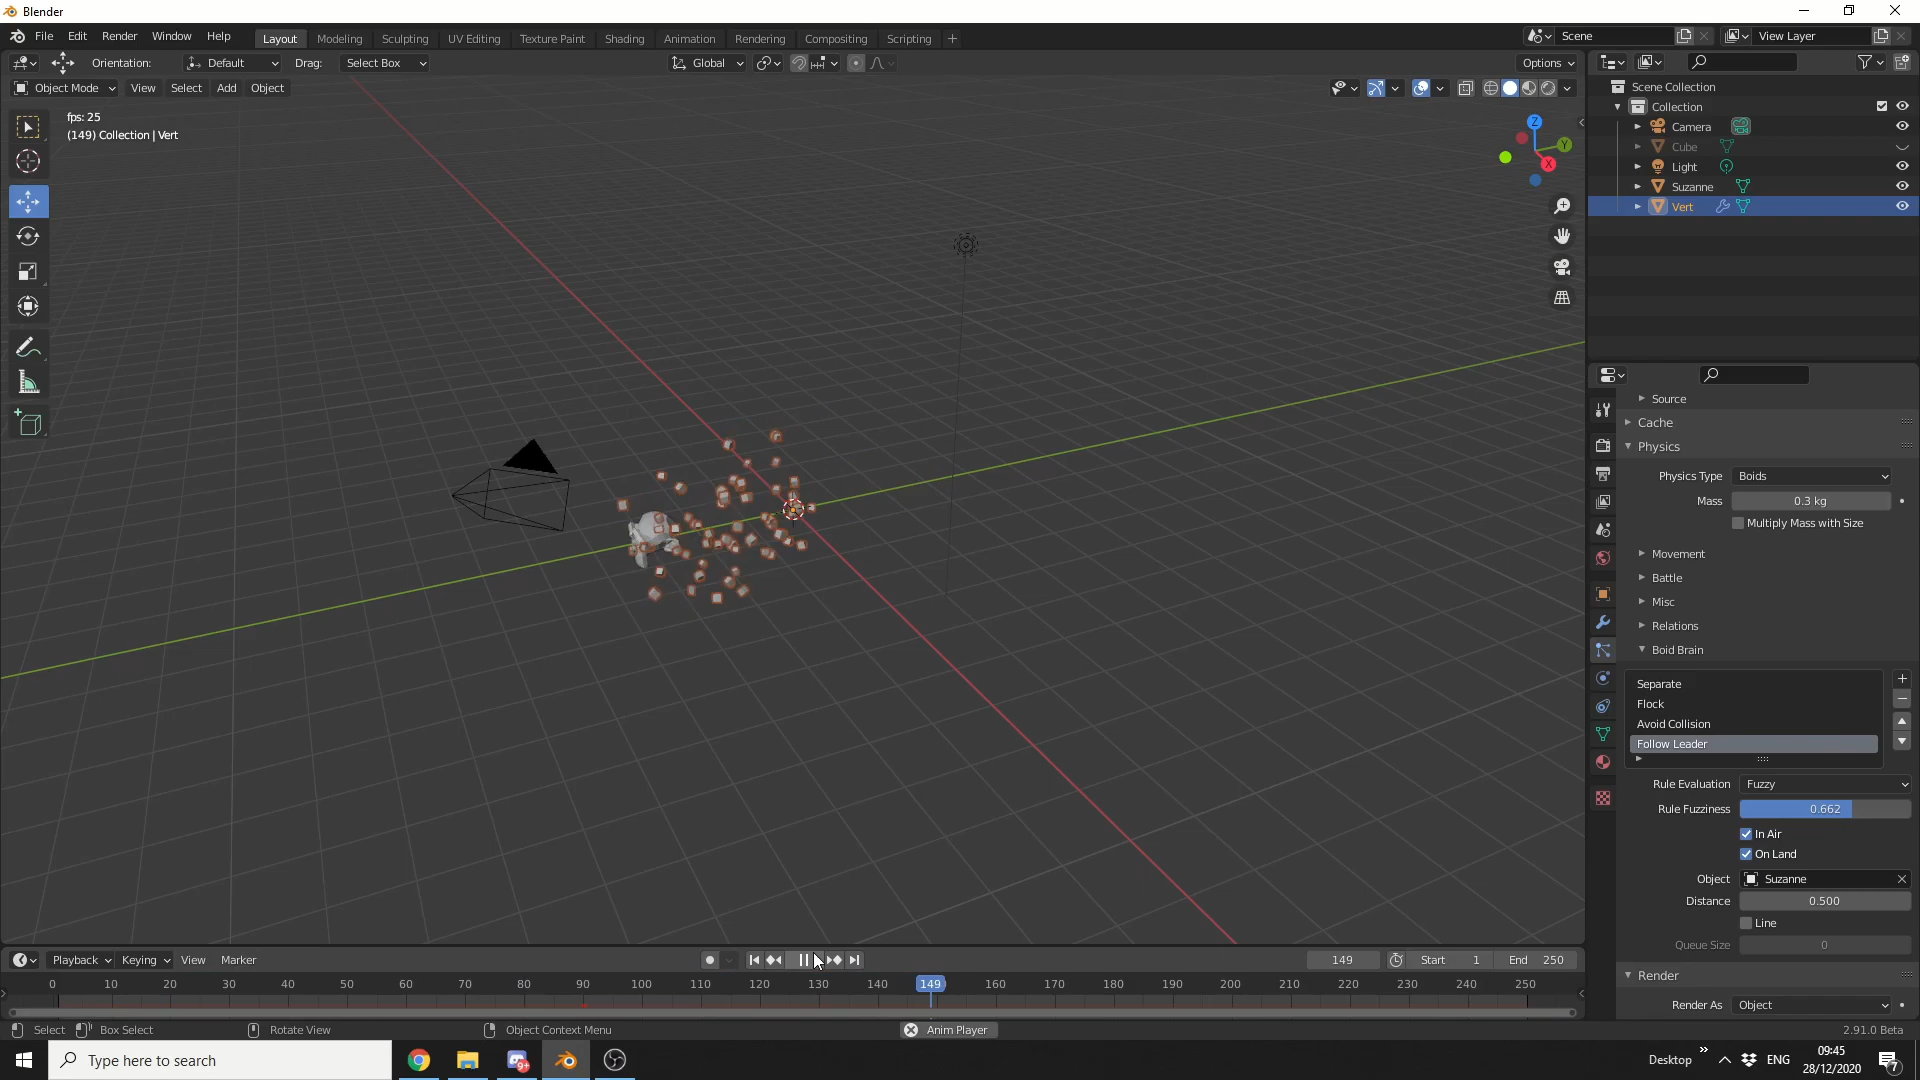 Blender
File Edit Render Window Help
Layout Modeling Sculpting UV Editing Texture Paint Shading Animation Rendering Compositing Scripting +
Scene View Layer
Orientation: Default Drag: Select Box Global Options
Object Mode View Select Add Object
fps: 25
(149) Collection | Vert
Z
Y
X
Scene Collection
Collection
Camera
Cube
Light
Suzanne
Vert
Source
Cache
Physics
Physics Type Boids
Mass 0.3 kg
Multiply Mass with Size
Movement
Battle
Misc
Relations
Boid Brain
Separate
Flock
Avoid Collision
Follow Leader
Rule Evaluation Fuzzy
Rule Fuzziness 0.662
In Air
On Land
Object Suzanne
Distance 0.500
Line
Queue Size 0
Render
Render As Object
Playback Keying View Marker 149 Start 1 End 250
0 10 20 30 40 50 60 70 80 90 100 110 120 130 140 149 160 170 180 190 200 210 220 230 240 250
Select Box Select Rotate View Object Context Menu Anim Player 2.91.0 Beta
Type here to search 9+ Desktop ENG 09:45
28/12/2020 7